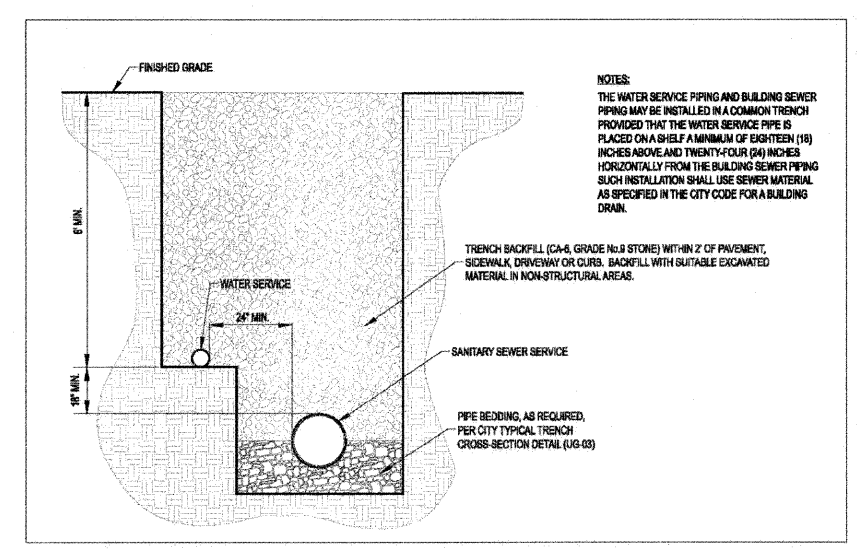 FINISHED GRADE
NOTES:
THE WATER SERVICE PIPING AND BUILDING SEWER
PIPING MAY BE INSTALLED IN A COMMON TRENCH
PROVIDED THAT THE WATER SERVICE PIPE IS
PLACED ON A SHELF A MINIMUM OF EIGHTEEN (18)
INCHES ABOVE AND TWENTY-FOUR (24) INCHES
HORIZONTALLY FROM THE BUILDING SEWER PIPING
SUCH INSTALLATION SHALL USE SEWER MATERIAL
AS SPECIFIED IN THE CITY CODE FOR A BUILDING
DRAIN.
6' MIN.
TRENCH BACKFILL (CA-6, GRADE No.9 STONE) WITHIN 2' OF PAVEMENT,
SIDEWALK, DRIVEWAY OR CURB. BACKFILL WITH SUITABLE EXCAVATED
MATERIAL IN NON-STRUCTURAL AREAS.
WATER SERVICE
24" MIN.
SANITARY SEWER SERVICE
18" MIN.
PIPE BEDDING, AS REQUIRED,
PER CITY TYPICAL TRENCH
CROSS-SECTION DETAIL (UG-03)